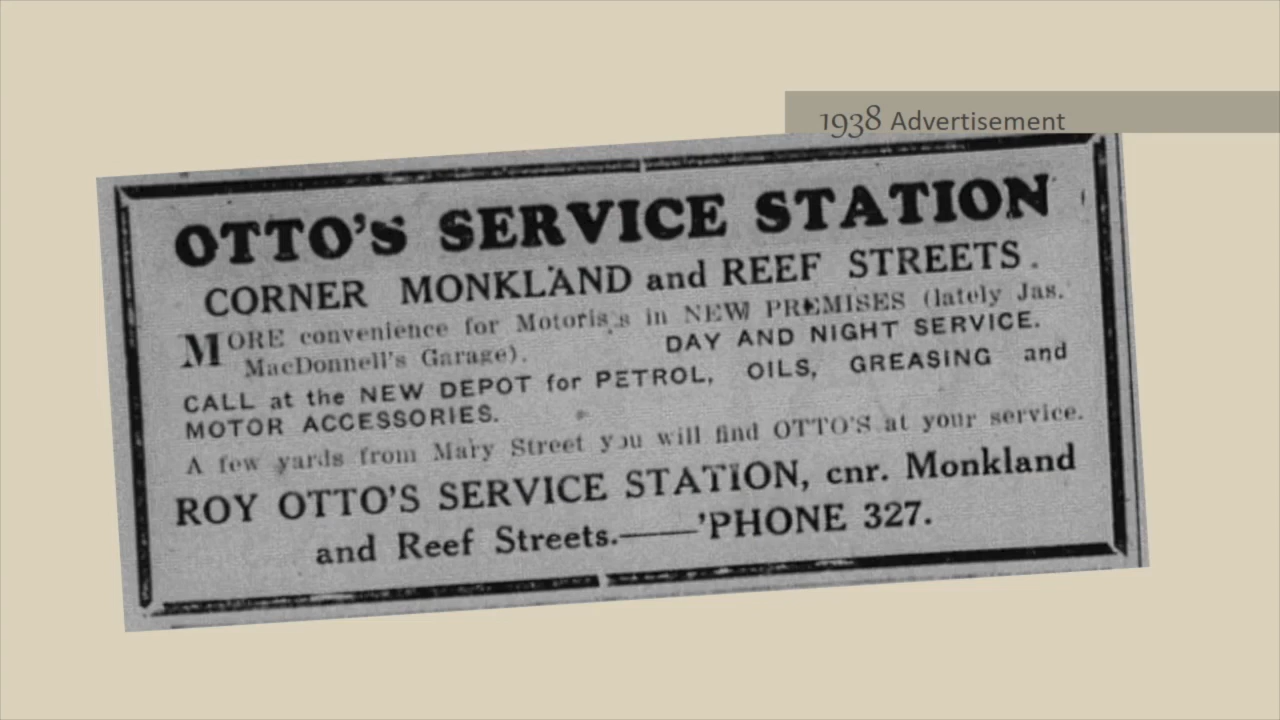 1938 Advertisement
OTTO'S SERVICE STATION
CORNER MONKLAND and REEF STREETS.
MORE convenience for Motorists in NEW PREMISES (lately Jas.
MacDonnell's Garage). DAY AND NIGHT SERVICE.
CALL at the NEW DEPOT for PETROL, OILS, GREASING and
MOTOR ACCESSORIES.
A few yards from Mary Street you will find OTTO'S at your service.
ROY OTTO'S SERVICE STATION, cnr. Monkland
and Reef Streets.——'PHONE 327.